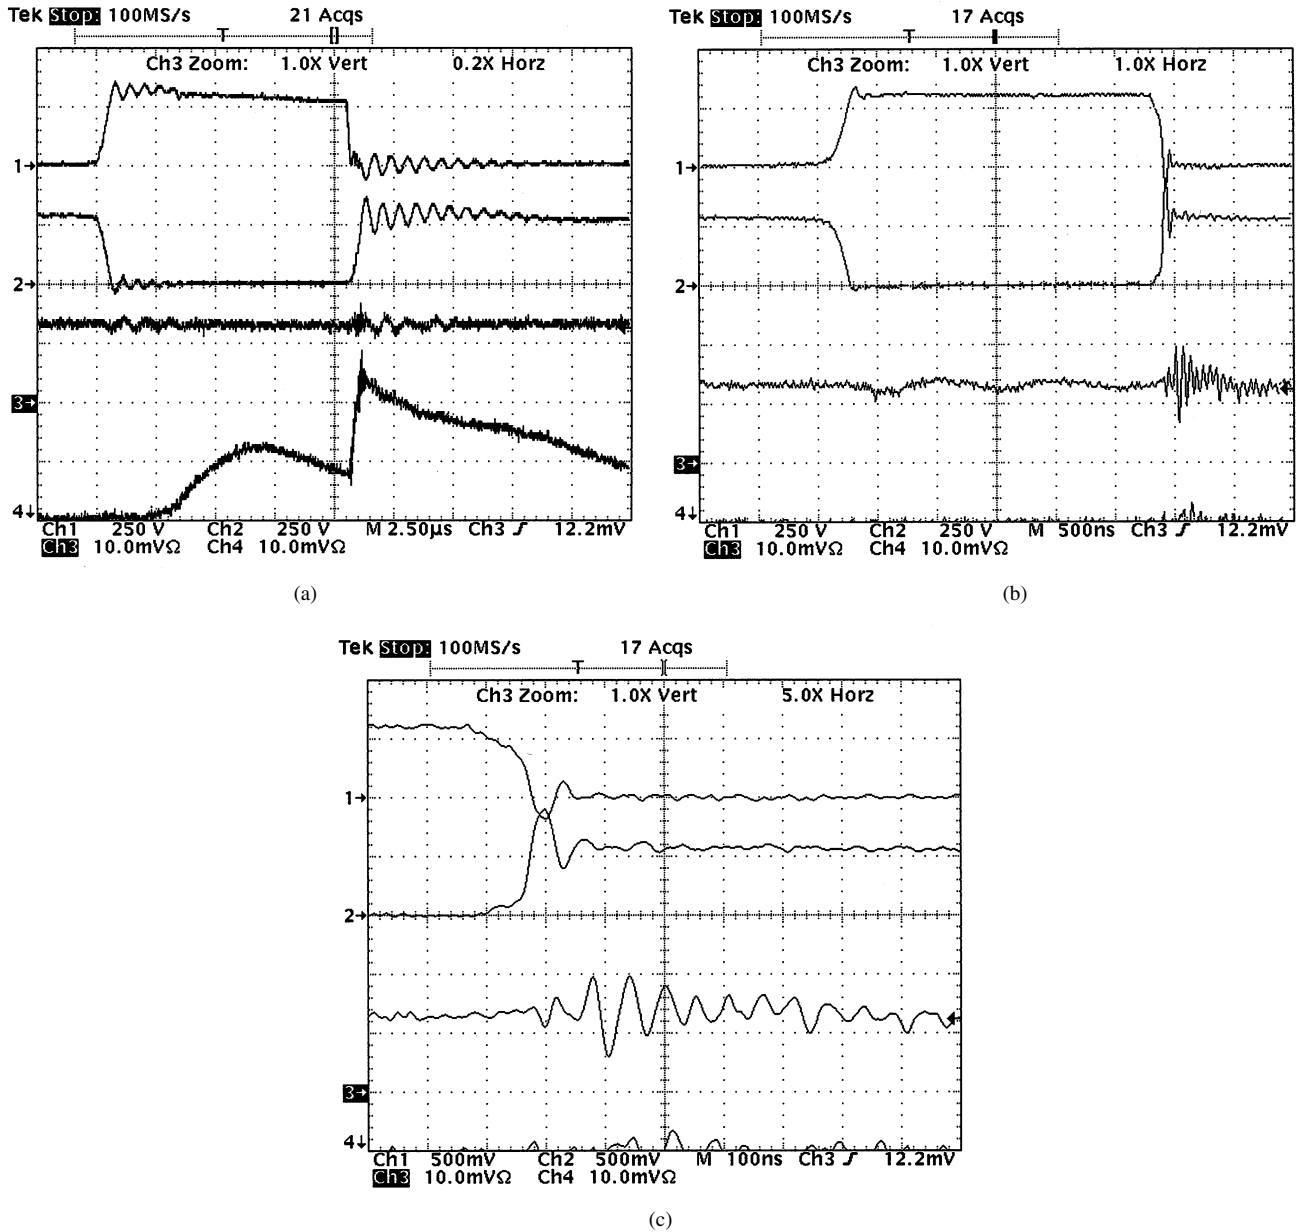 Tek Stop: 100MS/s 21 Acqs
T
Ch3 Zoom: 1.0X Vert 0.2X Horz
1→
2→
3→
4↓
Ch1 250 V Ch2 250 V M 2.50µs Ch3 ʃ 12.2mV
Ch3 10.0mVΩ Ch4 10.0mVΩ
(a)
Tek Stop: 100MS/s 17 Acqs
T
Ch3 Zoom: 1.0X Vert 1.0X Horz
1→
2→
3→
4↓
Ch1 250 V Ch2 250 V M 500ns Ch3 ʃ 12.2mV
Ch3 10.0mVΩ Ch4 10.0mVΩ
(b)
Tek Stop: 100MS/s 17 Acqs
T
Ch3 Zoom: 1.0X Vert 5.0X Horz
1→
2→
3→
4↓
Ch1 500mV Ch2 500mV M 100ns Ch3 ʃ 12.2mV
Ch3 10.0mVΩ Ch4 10.0mVΩ
(c)